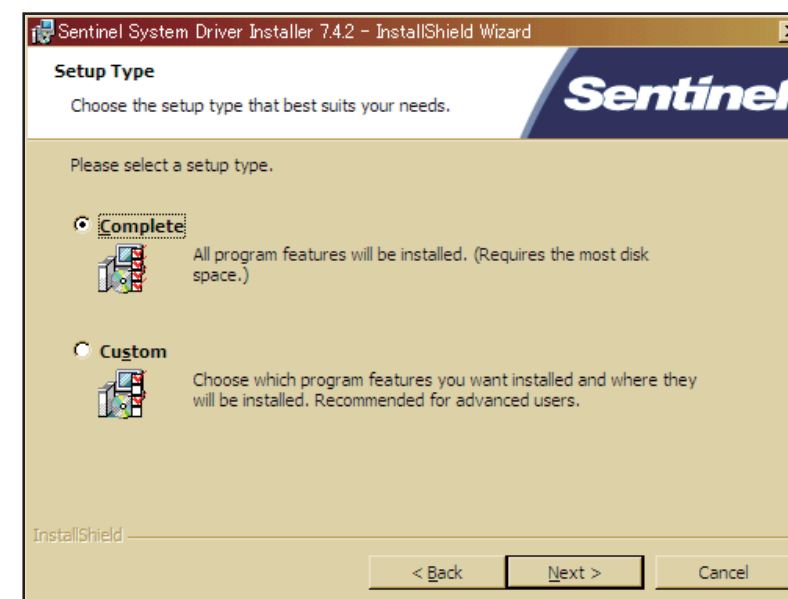 Sentinel System Driver Installer 7.4.2 - InstallShield Wizard
Setup Type
Choose the setup type that best suits your needs.
Sentinel
Please select a setup type.
Complete
All program features will be installed. (Requires the most disk
space.)
Custom
Choose which program features you want installed and where they
will be installed. Recommended for advanced users.
InstallShield
< Back
Next >
Cancel